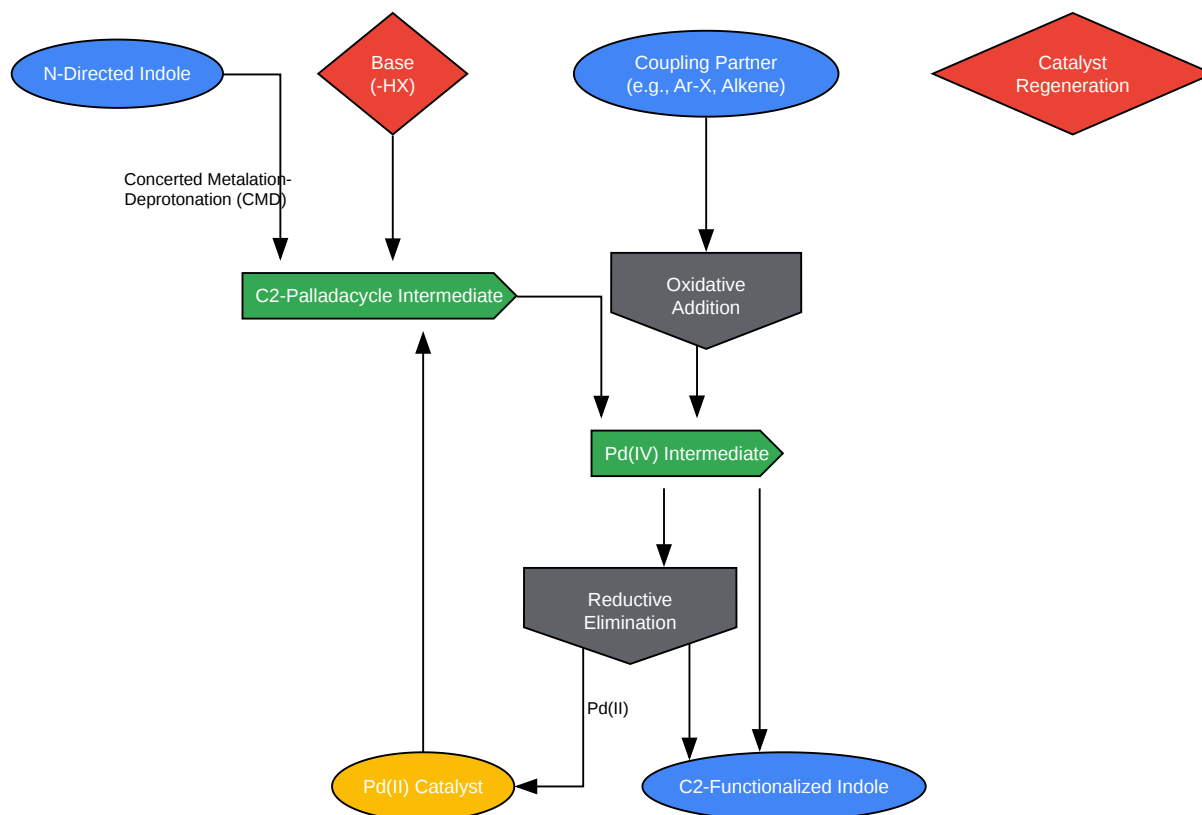 N-Directed Indole
Base
(-HX)
Coupling Partner
(e.g., Ar-X, Alkene)
Catalyst
Regeneration
Concerted Metalation-
Deprotonation (CMD)
C2-Palladacycle Intermediate
Oxidative
Addition
Pd(IV) Intermediate
Reductive
Elimination
Pd(II)
Pd(II) Catalyst
C2-Functionalized Indole